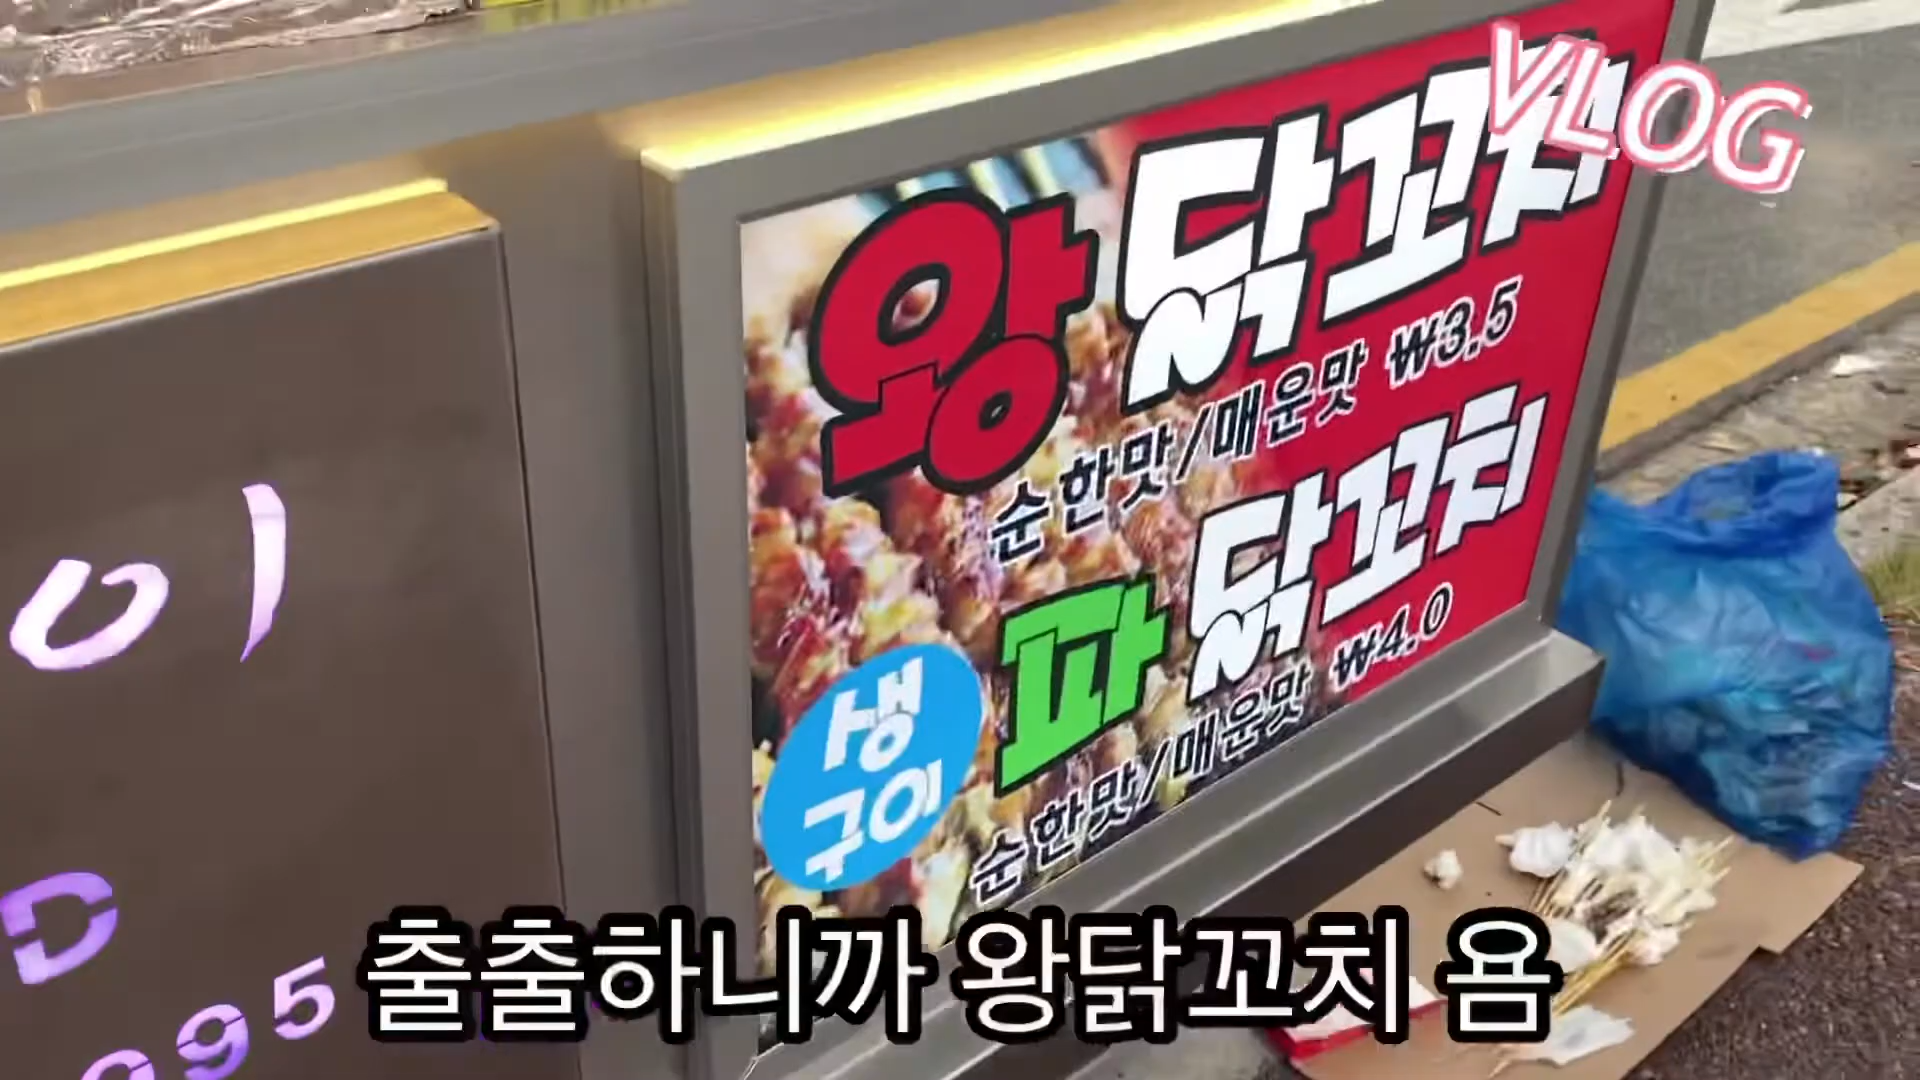 VLOG
왕닭꼬치
순한맛/매운맛 ₩3.5
파닭꼬치
순한맛/매운맛 ₩4.0
생
구이
이
D
995
출출하니까 왕닭꼬치 욤